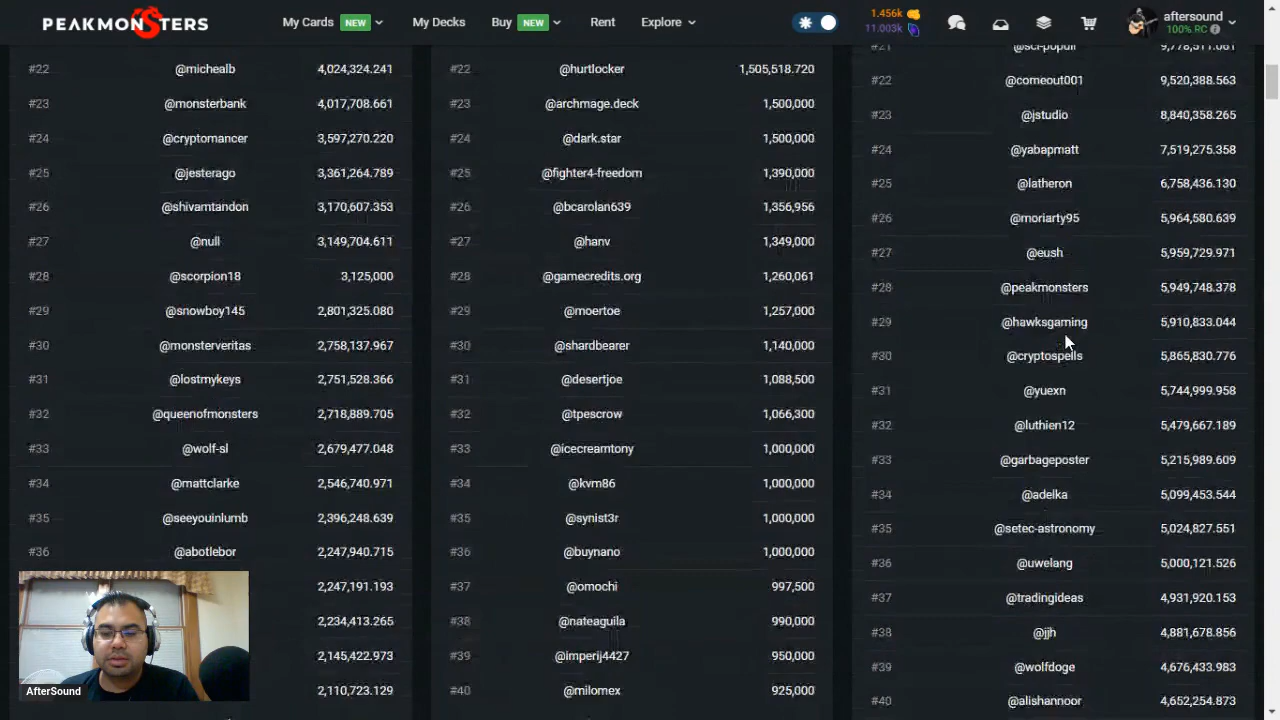 PEAKMONSTERS My Cards NEW My Decks Buy NEW Rent Explore 1.456k 11.003k aftersound 100% RC
#22 @michealb 4,024,324.241
#23 @monsterbank 4,017,708.661
#24 @cryptomancer 3,597,270.220
#25 @jesterago 3,361,264.789
#26 @shivamtandon 3,170,607.353
#27 @null 3,149,704.611
#28 @scorpion18 3,125,000
#29 @snowboy145 2,801,325.080
#30 @monsterveritas 2,758,137.967
#31 @lostmykeys 2,751,528.366
#32 @queenofmonsters 2,718,889.705
#33 @wolf-sl 2,679,477.048
#34 @mattclarke 2,546,740.971
#35 @seeyouinlumb 2,396,248.639
#36 @abotlebor 2,247,940.715
2,247,191.193
2,234,413.265
2,145,422.973
2,110,723.129
AfterSound
#22 @hurtlocker 1,505,518.720
#23 @archmage.deck 1,500,000
#24 @dark.star 1,500,000
#25 @fighter4-freedom 1,390,000
#26 @bcarolan639 1,356,956
#27 @hanv 1,349,000
#28 @gamecredits.org 1,260,061
#29 @moertoe 1,257,000
#30 @shardbearer 1,140,000
#31 @desertjoe 1,088,500
#32 @tpescrow 1,066,300
#33 @icecreamtony 1,000,000
#34 @kvm86 1,000,000
#35 @synist3r 1,000,000
#36 @buynano 1,000,000
#37 @omochi 997,500
#38 @nateaguila 990,000
#39 @imperij4427 950,000
#40 @milomex 925,000
#21 @sci-populi 9,778,511.061
#22 @comeout001 9,520,388.563
#23 @jstudio 8,840,358.265
#24 @yabapmatt 7,519,275.358
#25 @latheron 6,758,436.130
#26 @moriarty95 5,964,580.639
#27 @eush 5,959,729.971
#28 @peakmonsters 5,949,748.378
#29 @hawksgaming 5,910,833.044
#30 @cryptospells 5,865,830.776
#31 @yuexn 5,744,999.958
#32 @luthien12 5,479,667.189
#33 @garbageposter 5,215,989.609
#34 @adelka 5,099,453.544
#35 @setec-astronomy 5,024,827.551
#36 @uwelang 5,000,121.526
#37 @tradingideas 4,931,920.153
#38 @jjh 4,881,678.856
#39 @wolfdoge 4,676,433.983
#40 @alishannoor 4,652,254.873